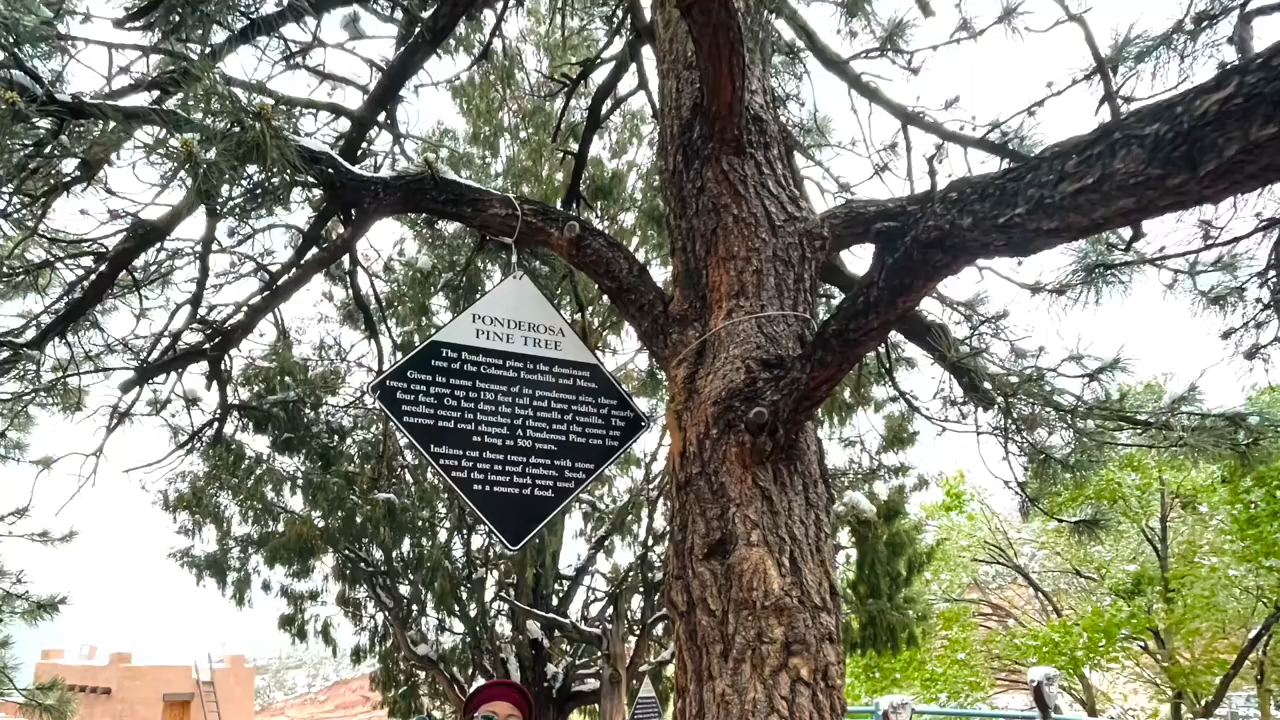 PONDEROSA
PINE TREE
The Ponderosa pine is the dominant
tree of the Colorado Foothills and Mesa.
Given its name because of its ponderous size, these
trees can grow up to 130 feet tall and have widths of nearly
four feet. On hot days the bark smells of vanilla. The
needles occur in bunches of three, and the cones are
narrow and oval shaped. A Ponderosa Pine can live
as long as 500 years.
Indians cut these trees down with stone
axes for use as roof timbers. Seeds
and the inner bark were used
as a source of food.